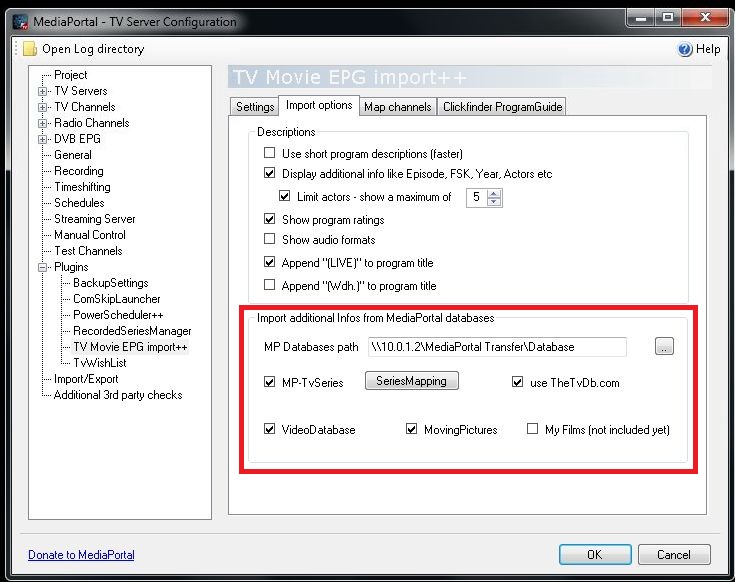 MediaPortal - TV Server Configuration
Open Log directory
Help
Project
TV Servers
TV Channels
Radio Channels
DVB EPG
General
Recording
Timeshifting
Schedules
Streaming Server
Manual Control
Test Channels
Plugins
BackupSettings
ComSkipLauncher
PowerScheduler++
RecordedSeriesManager
TV Movie EPG import++
TvWishList
Import/Export
Additional 3rd party checks
TV Movie EPG import++
Settings Import options Map channels Clickfinder ProgramGuide
Descriptions
Use short program descriptions (faster)
Display additional info like Episode, FSK, Year, Actors etc
Limit actors - show a maximum of 5
Show program ratings
Show audio formats
Append "(LIVE)" to program title
Append "(Wdh.)" to program title
Import additional Infos from MediaPortal databases
MP Databases path \\10.0.1.2\MediaPortal Transfer\Database ...
MP-TvSeries SeriesMapping use TheTvDb.com
VideoDatabase MovingPictures My Films (not included yet)
Donate to MediaPortal
OK Cancel